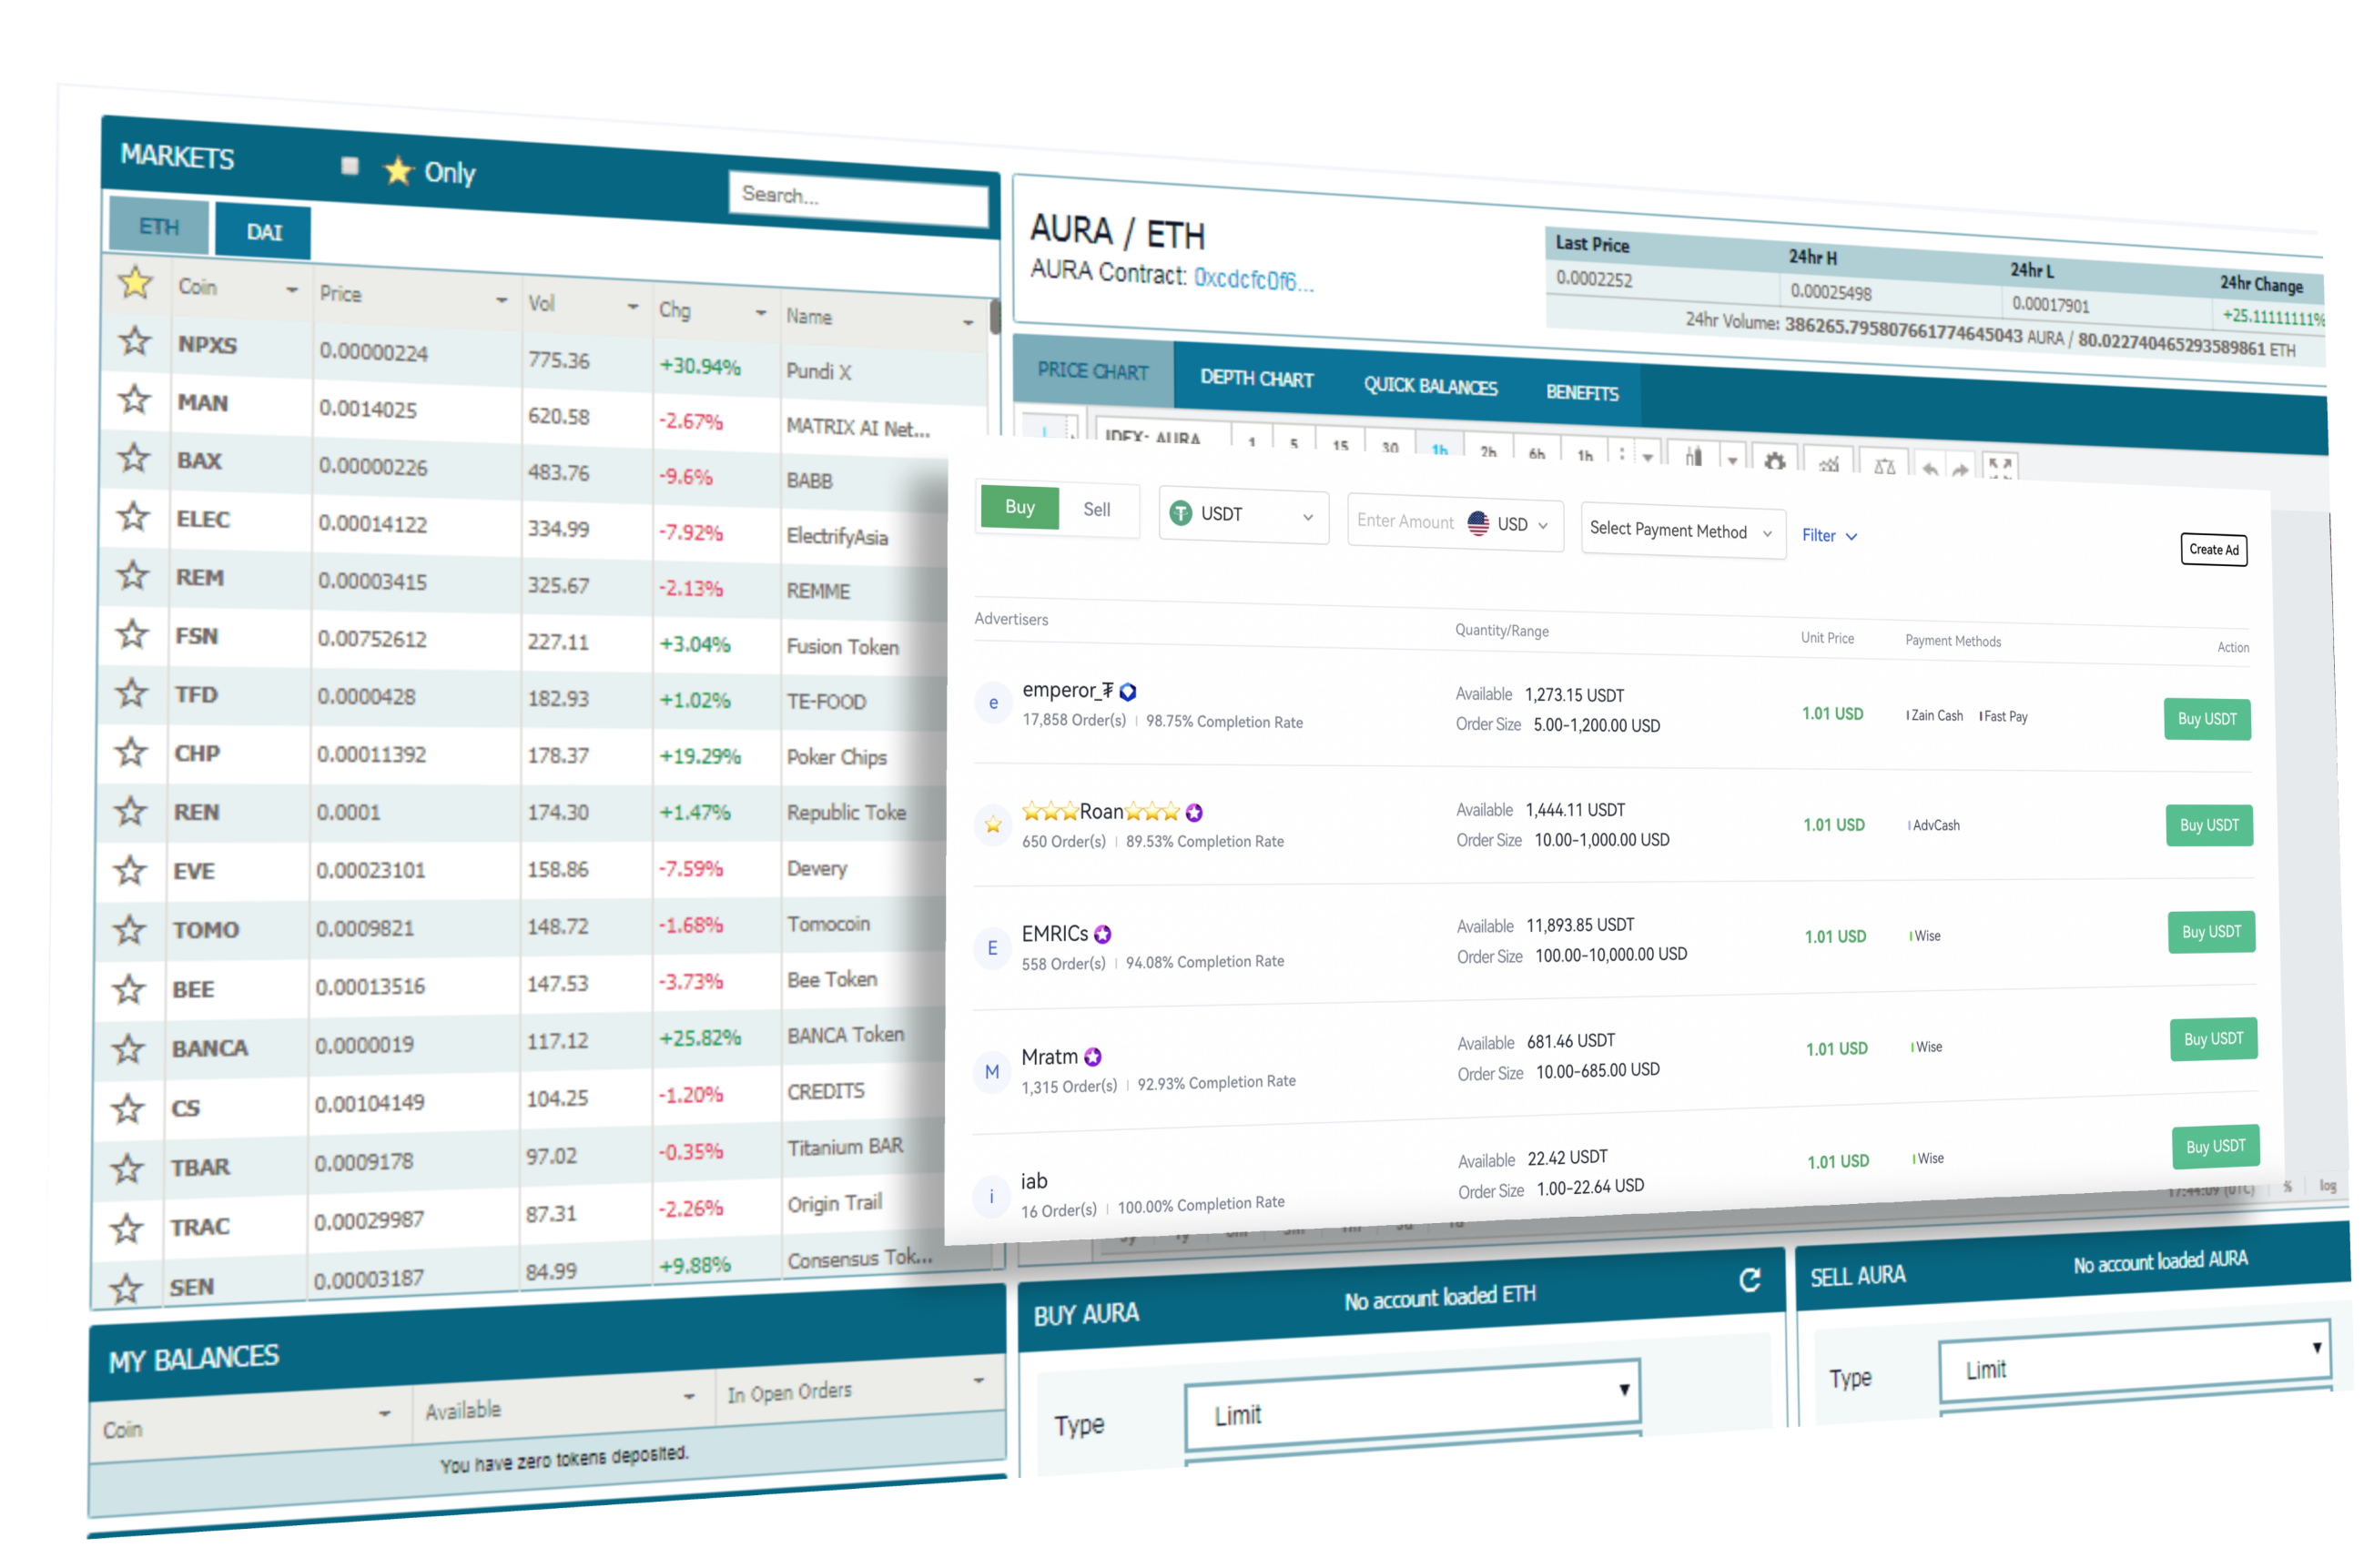 MARKETS
Only
Search...
ETH DAI
Coin Price Vol Chg Name
NPXS 0.00000224 775.36 +30.94% Pundi X
MAN 0.0014025 620.58 -2.67% MATRIX AI Net...
BAX 0.00000226 483.76 -9.6% BABB
ELEC 0.00014122 334.99 -7.92% ElectrifyAsia
REM 0.00003415 325.67 -2.13% REMME
FSN 0.00752612 227.11 +3.04% Fusion Token
TFD 0.0000428 182.93 +1.02% TE-FOOD
CHP 0.00011392 178.37 +19.29% Poker Chips
REN 0.0001 174.30 +1.47% Republic Toke
EVE 0.00023101 158.86 -7.59% Devery
TOMO 0.0009821 148.72 -1.68% Tomocoin
BEE 0.00013516 147.53 -3.73% Bee Token
BANCA 0.0000019 117.12 +25.82% BANCA Token
CS 0.00104149 104.25 -1.20% CREDITS
TBAR 0.0009178 97.02 -0.35% Titanium BAR
TRAC 0.00029987 87.31 -2.26% Origin Trail
SEN 0.00003187 84.99 +9.88% Consensus Tok...
MY BALANCES
Coin Available In Open Orders
You have zero tokens deposited.
AURA / ETH
AURA Contract: 0xcdcfc0f6...
Last Price 24hr H 24hr L 24hr Change
0.0002252 0.00025498 0.00017901 +25.11111111%
24hr Volume: 386265.795807661774645043 AURA / 80.022740465293589861 ETH
PRICE CHART DEPTH CHART QUICK BALANCES BENEFITS
IDEX: AURA 1 5 15 30 1h 2h 6h 1h
Buy Sell USDT Enter Amount USD Select Payment Method Filter Create Ad
Advertisers Quantity/Range Unit Price Payment Methods Action
e emperor_₮
17,858 Order(s) | 98.75% Completion Rate
Available 1,273.15 USDT
Order Size 5.00-1,200.00 USD
1.01 USD Zain Cash Fast Pay Buy USDT
⭐⭐⭐Roan⭐⭐⭐
650 Order(s) | 89.53% Completion Rate
Available 1,444.11 USDT
Order Size 10.00-1,000.00 USD
1.01 USD AdvCash Buy USDT
E EMRICs
558 Order(s) | 94.08% Completion Rate
Available 11,893.85 USDT
Order Size 100.00-10,000.00 USD
1.01 USD Wise Buy USDT
M Mratm
1,315 Order(s) | 92.93% Completion Rate
Available 681.46 USDT
Order Size 10.00-685.00 USD
1.01 USD Wise Buy USDT
i iab
16 Order(s) | 100.00% Completion Rate
Available 22.42 USDT
Order Size 1.00-22.64 USD
1.01 USD Wise Buy USDT
17:44:09 (UTC) % log
BUY AURA No account loaded ETH
Type Limit
SELL AURA No account loaded AURA
Type Limit